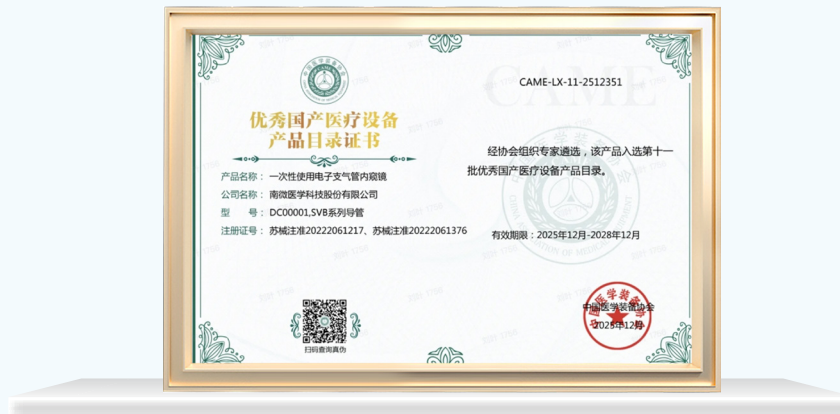 优秀国产医疗设备
产品目录证书
产品名称： 一次性使用电子支气管内窥镜
公司名称： 南微医学科技股份有限公司
型　　号： DC00001,SVB系列导管
注册证号： 苏械注准20222061217、苏械注准20222061376
扫码查询真伪
CAME-LX-11-2512351
CAME
经协会组织专家遴选，该产品入选第十一
批优秀国产医疗设备产品目录。
有效期限：2025年12月-2028年12月
中国医学装备协会
2025年12月